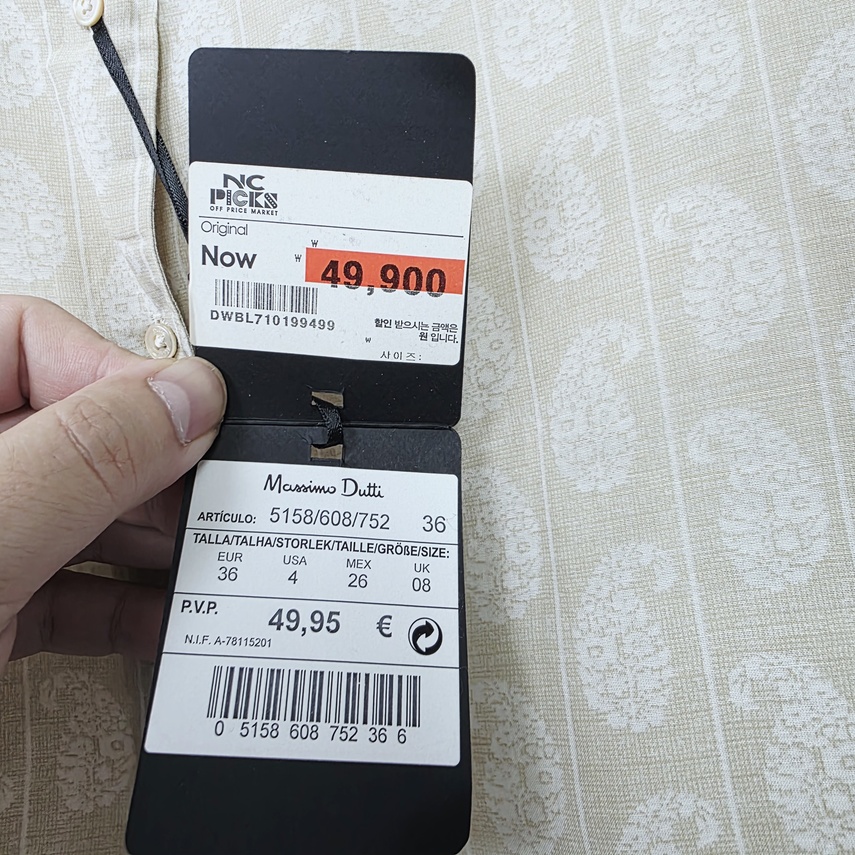 NC
PICKS
OFF PRICE MARKET
Original
₩
Now ₩ 49,900
DWBL710199499
할인 받으시는 금액은
원 입니다.
₩
사이즈:
Massimo Dutti
ARTÍCULO: 5158/608/752 36
TALLA/TALHA/STORLEK/TAILLE/GRÖßE/SIZE:
EUR USA MEX UK
36 4 26 08
P.V.P. 49,95 €
N.I.F. A-78115201
0 5158 608 752 36 6